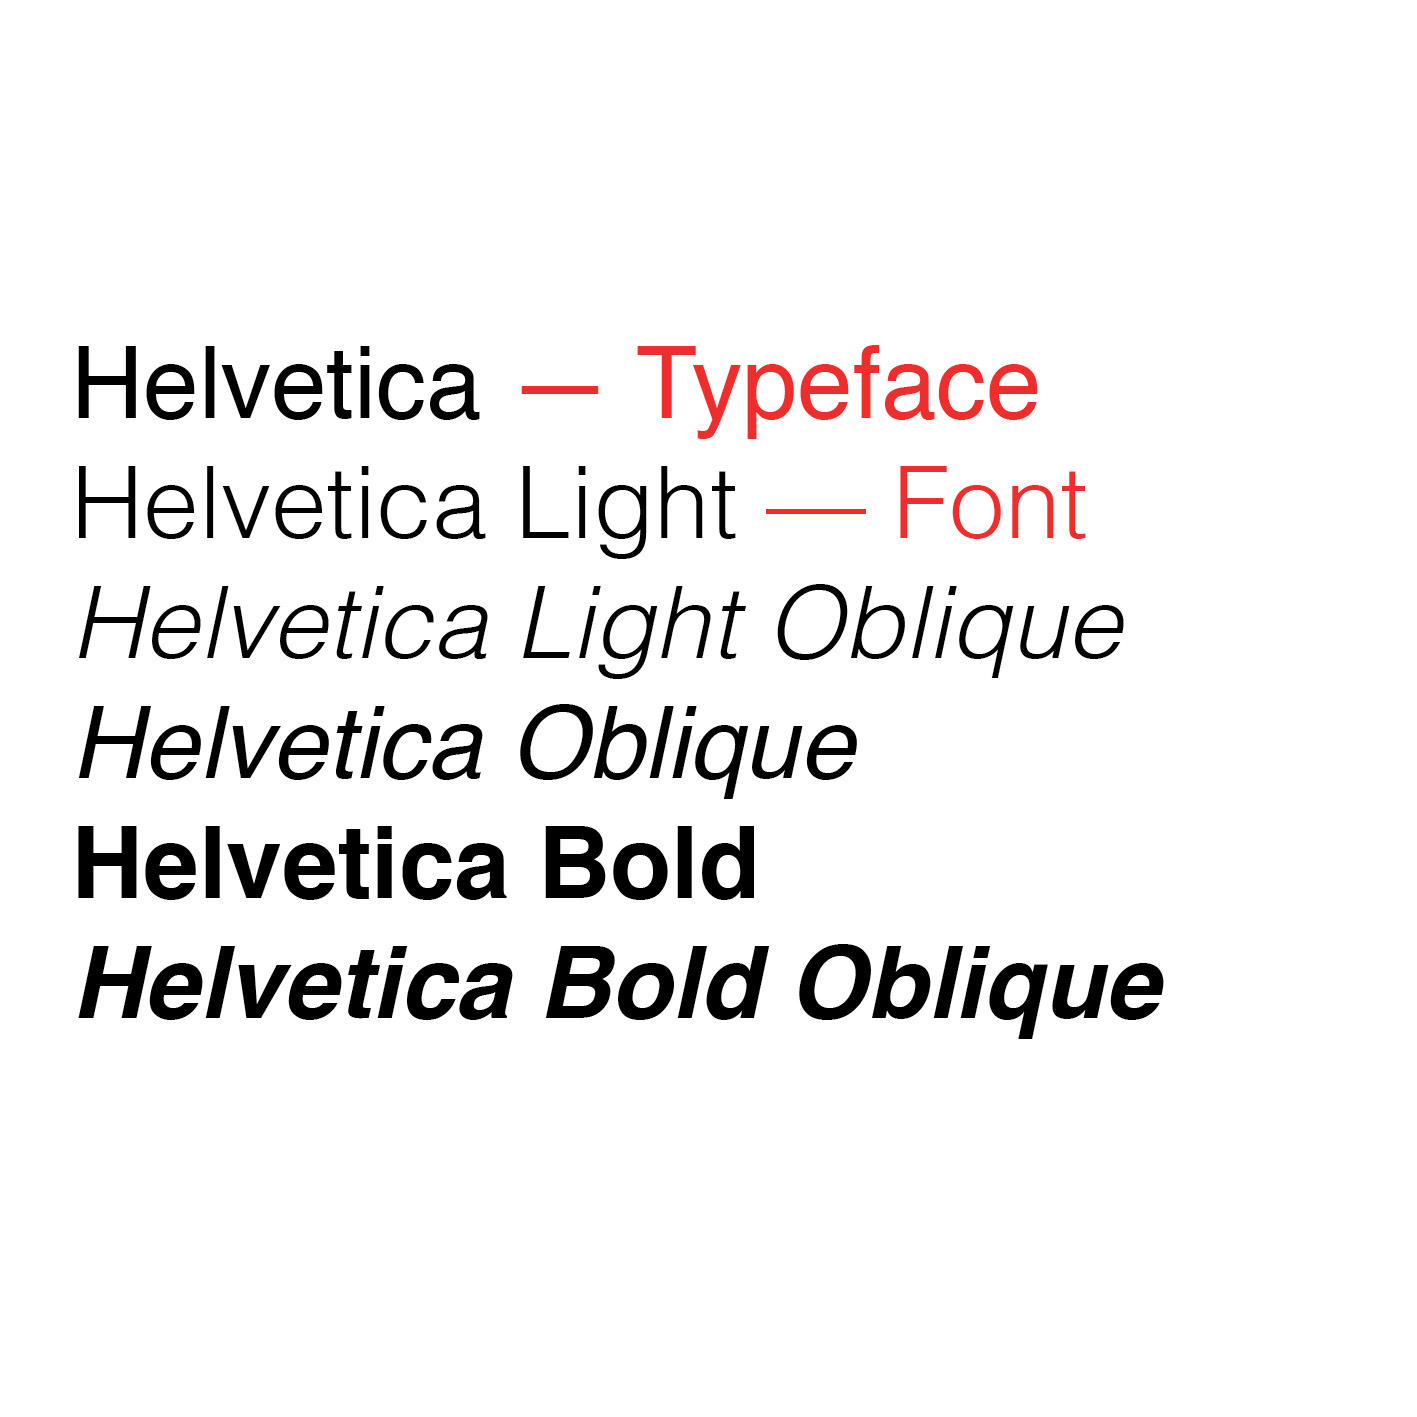 Helvetica — Typeface
Helvetica Light — Font
Helvetica Light Oblique
Helvetica Oblique
Helvetica Bold
Helvetica Bold Oblique